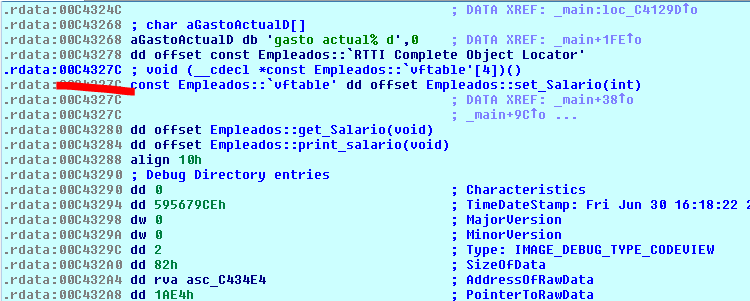 .rdata:00C4324C ; DATA XREF: _main:loc_C4129D↑o
.rdata:00C43268 ; char aGastoActualD[]
.rdata:00C43268 aGastoActualD db 'gasto actual% d',0 ; DATA XREF: _main+1FE↑o
.rdata:00C43278 dd offset const Empleados::`RTTI Complete Object Locator'
.rdata:00C4327C ; void (__cdecl *const Empleados::`vftable'[4])()
.rdata:00C4327C const Empleados::`vftable' dd offset Empleados::set_Salario(int)
.rdata:00C4327C ; DATA XREF: _main+38↑o
.rdata:00C4327C ; _main+9C↑o ...
.rdata:00C43280 dd offset Empleados::get_Salario(void)
.rdata:00C43284 dd offset Empleados::print_salario(void)
.rdata:00C43288 align 10h
.rdata:00C43290 ; Debug Directory entries
.rdata:00C43290 dd 0 ; Characteristics
.rdata:00C43294 dd 595679CEh ; TimeDateStamp: Fri Jun 30 16:18:22 2
.rdata:00C43298 dw 0 ; MajorVersion
.rdata:00C4329A dw 0 ; MinorVersion
.rdata:00C4329C dd 2 ; Type: IMAGE_DEBUG_TYPE_CODEVIEW
.rdata:00C432A0 dd 82h ; SizeOfData
.rdata:00C432A4 dd rva asc_C434E4 ; AddressOfRawData
.rdata:00C432A8 dd 1AE4h ; PointerToRawData